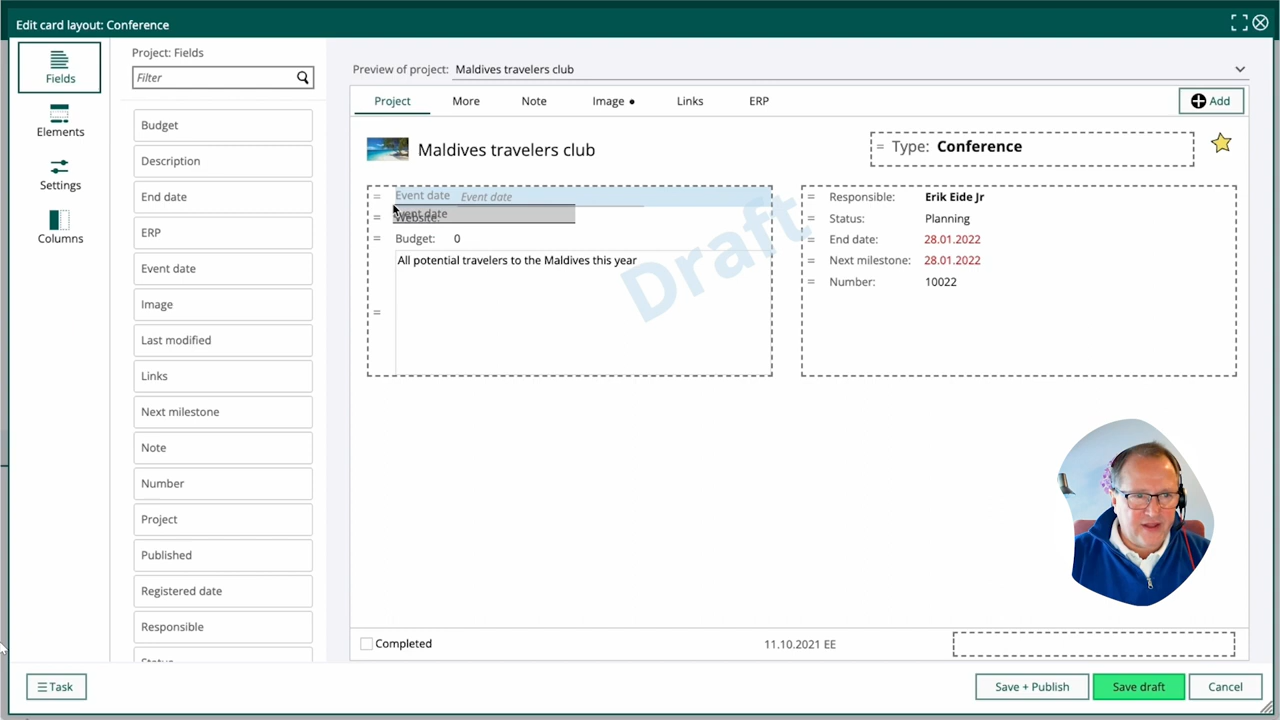 Edit card layout: Conference
Fields
Elements
Settings
Columns
Project: Fields
Filter
Budget
Description
End date
ERP
Event date
Image
Last modified
Links
Next milestone
Note
Number
Project
Published
Registered date
Responsible
Status
Preview of project: Maldives travelers club
Project More Note Image • Links ERP
Add
Maldives travelers club
= Type: Conference
= Event date Event date
Event date
= Website:
= Budget: 0
All potential travelers to the Maldives this year
=
Draft
= Responsible: Erik Eide Jr
= Status: Planning
= End date: 28.01.2022
= Next milestone: 28.01.2022
= Number: 10022
Completed
11.10.2021 EE
Task
Save + Publish
Save draft
Cancel